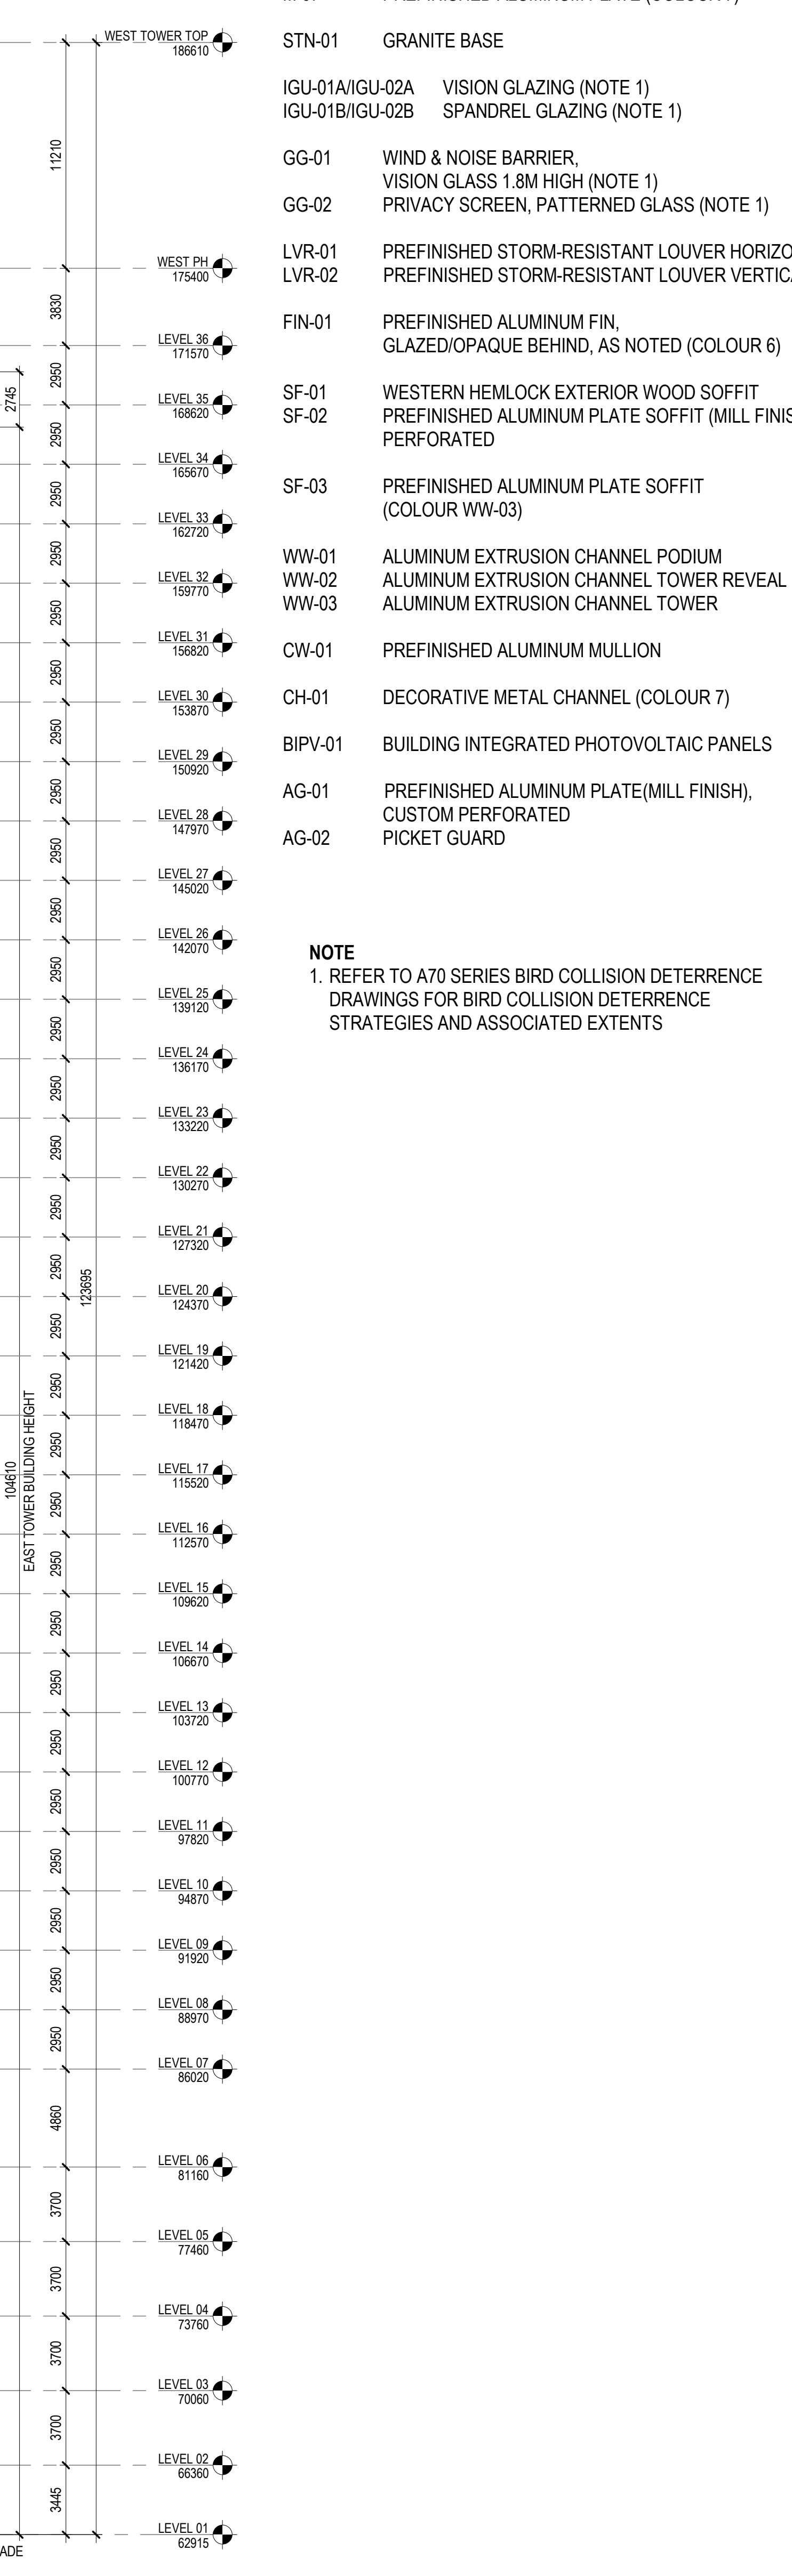 WEST TOWER TOP
186610
11210
WEST PH
175400
3830
LEVEL 36
171570
2950
2745
LEVEL 35
168620
2950
LEVEL 34
165670
2950
LEVEL 33
162720
2950
LEVEL 32
159770
2950
LEVEL 31
156820
2950
LEVEL 30
153870
2950
LEVEL 29
150920
2950
LEVEL 28
147970
2950
LEVEL 27
145020
2950
LEVEL 26
142070
2950
LEVEL 25
139120
2950
LEVEL 24
136170
2950
LEVEL 23
133220
2950
LEVEL 22
130270
2950
LEVEL 21
127320
2950
123695
LEVEL 20
124370
2950
LEVEL 19
121420
2950
LEVEL 18
118470
2950
104610
EAST TOWER BUILDING HEIGHT
LEVEL 17
115520
2950
LEVEL 16
112570
2950
LEVEL 15
109620
2950
LEVEL 14
106670
2950
LEVEL 13
103720
2950
LEVEL 12
100770
2950
LEVEL 11
97820
2950
LEVEL 10
94870
2950
LEVEL 09
91920
2950
LEVEL 08
88970
2950
LEVEL 07
86020
4860
LEVEL 06
81160
3700
LEVEL 05
77460
3700
LEVEL 04
73760
3700
LEVEL 03
70060
3700
LEVEL 02
66360
3445
LEVEL 01
62915
ADE
STN-01 GRANITE BASE
IGU-01A/IGU-02A VISION GLAZING (NOTE 1)
IGU-01B/IGU-02B SPANDREL GLAZING (NOTE 1)
GG-01 WIND & NOISE BARRIER,
VISION GLASS 1.8M HIGH (NOTE 1)
GG-02 PRIVACY SCREEN, PATTERNED GLASS (NOTE 1)
LVR-01 PREFINISHED STORM-RESISTANT LOUVER HORIZO
LVR-02 PREFINISHED STORM-RESISTANT LOUVER VERTICA
FIN-01 PREFINISHED ALUMINUM FIN,
GLAZED/OPAQUE BEHIND, AS NOTED (COLOUR 6)
SF-01 WESTERN HEMLOCK EXTERIOR WOOD SOFFIT
SF-02 PREFINISHED ALUMINUM PLATE SOFFIT (MILL FINIS
PERFORATED
SF-03 PREFINISHED ALUMINUM PLATE SOFFIT
(COLOUR WW-03)
WW-01 ALUMINUM EXTRUSION CHANNEL PODIUM
WW-02 ALUMINUM EXTRUSION CHANNEL TOWER REVEAL
WW-03 ALUMINUM EXTRUSION CHANNEL TOWER
CW-01 PREFINISHED ALUMINUM MULLION
CH-01 DECORATIVE METAL CHANNEL (COLOUR 7)
BIPV-01 BUILDING INTEGRATED PHOTOVOLTAIC PANELS
AG-01 PREFINISHED ALUMINUM PLATE(MILL FINISH),
CUSTOM PERFORATED
AG-02 PICKET GUARD
NOTE
1. REFER TO A70 SERIES BIRD COLLISION DETERRENCE
DRAWINGS FOR BIRD COLLISION DETERRENCE
STRATEGIES AND ASSOCIATED EXTENTS